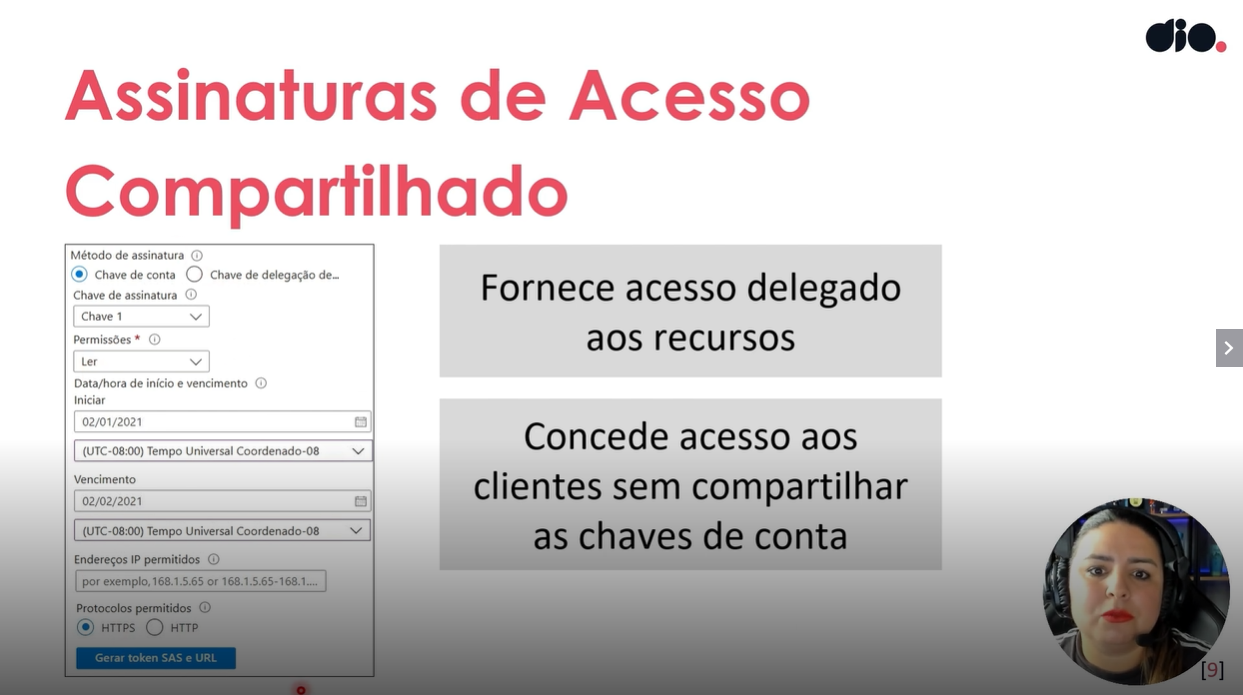 dio.
Assinaturas de Acesso
Compartilhado
Método de assinatura
Chave de conta
Chave de delegação de...
Chave de assinatura
Chave 1
Permissões *
Ler
Data/hora de início e vencimento
Iniciar
02/01/2021
(UTC-08:00) Tempo Universal Coordenado-08
Vencimento
02/02/2021
(UTC-08:00) Tempo Universal Coordenado-08
Endereços IP permitidos
por exemplo,168.1.5.65 or 168.1.5.65-168.1....
Protocolos permitidos
HTTPS
HTTP
Gerar token SAS e URL
Fornece acesso delegado
aos recursos
Concede acesso aos
clientes sem compartilhar
as chaves de conta
[9]